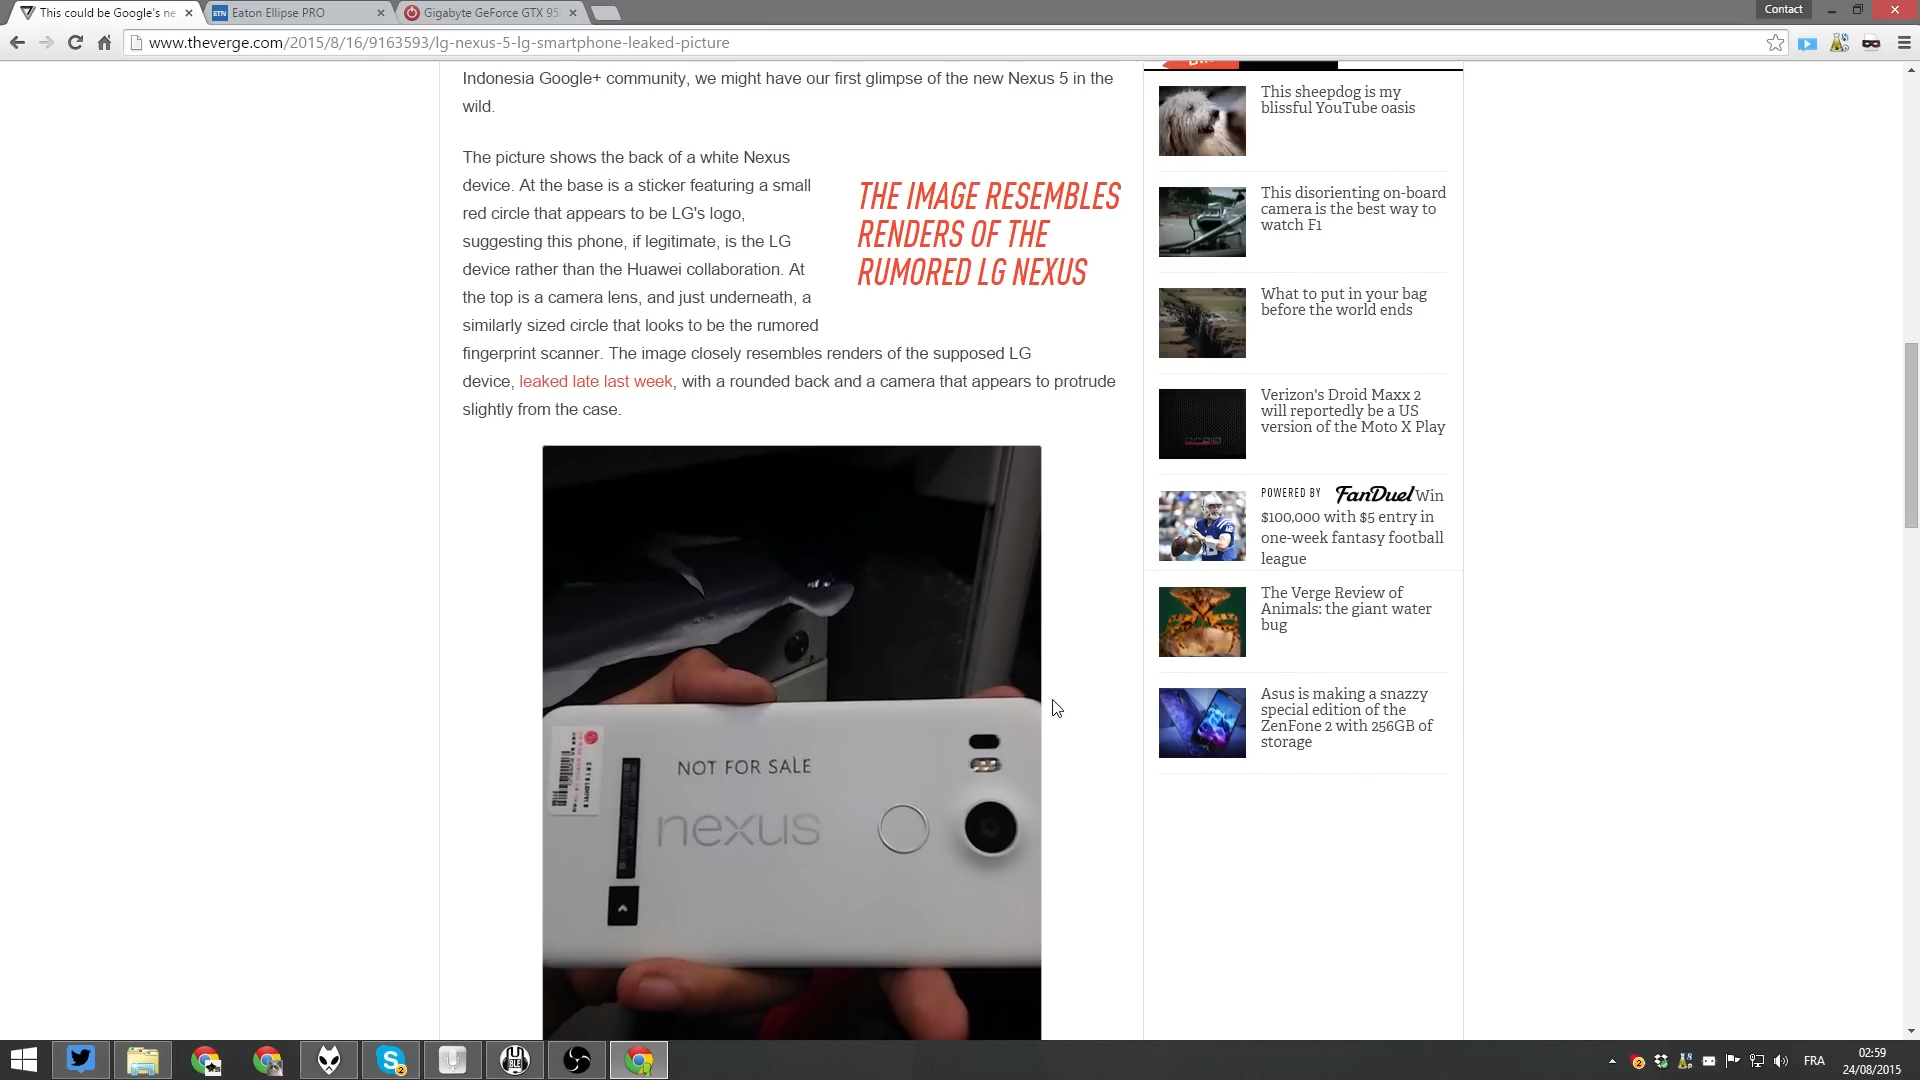 This could be Google's ne
Eaton Ellipse PRO
Gigabyte GeForce GTX 95
Contact
www.theverge.com/2015/8/16/9163593/lg-nexus-5-lg-smartphone-leaked-picture
Indonesia Google+ community, we might have our first glimpse of the new Nexus 5 in the
wild.
The picture shows the back of a white Nexus
device. At the base is a sticker featuring a small
red circle that appears to be LG's logo,
suggesting this phone, if legitimate, is the LG
device rather than the Huawei collaboration. At
the top is a camera lens, and just underneath, a
similarly sized circle that looks to be the rumored
fingerprint scanner. The image closely resembles renders of the supposed LG
device, leaked late last week, with a rounded back and a camera that appears to protrude
slightly from the case.
THE IMAGE RESEMBLES
RENDERS OF THE
RUMORED LG NEXUS
NOT FOR SALE
nexus
This sheepdog is my
blissful YouTube oasis
This disorienting on-board
camera is the best way to
watch F1
What to put in your bag
before the world ends
Verizon's Droid Maxx 2
will reportedly be a US
version of the Moto X Play
POWERED BY FanDuel Win
$100,000 with $5 entry in
one-week fantasy football
league
The Verge Review of
Animals: the giant water
bug
Asus is making a snazzy
special edition of the
ZenFone 2 with 256GB of
storage
FRA
02:59
24/08/2015